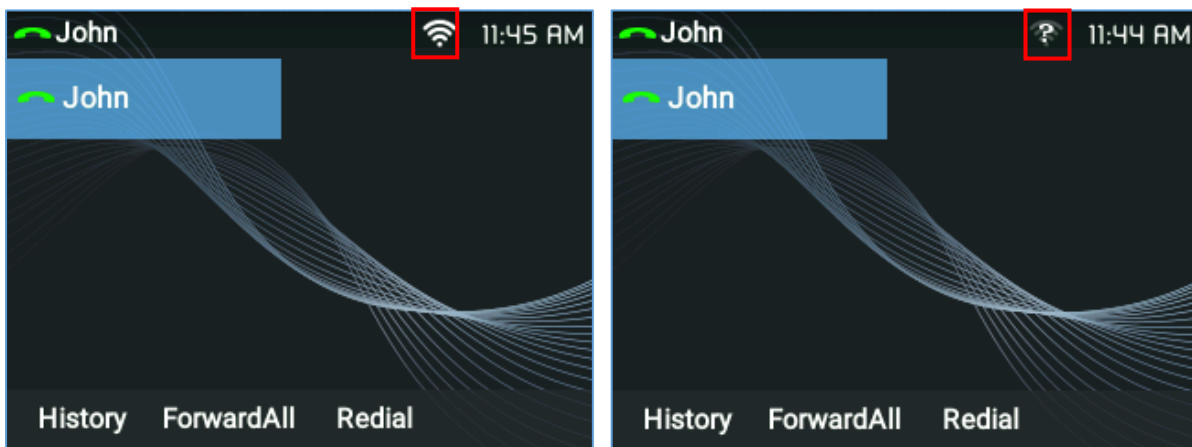 John 11:45 AM
John
History ForwardAll Redial
John ? 11:44 AM
John
History ForwardAll Redial